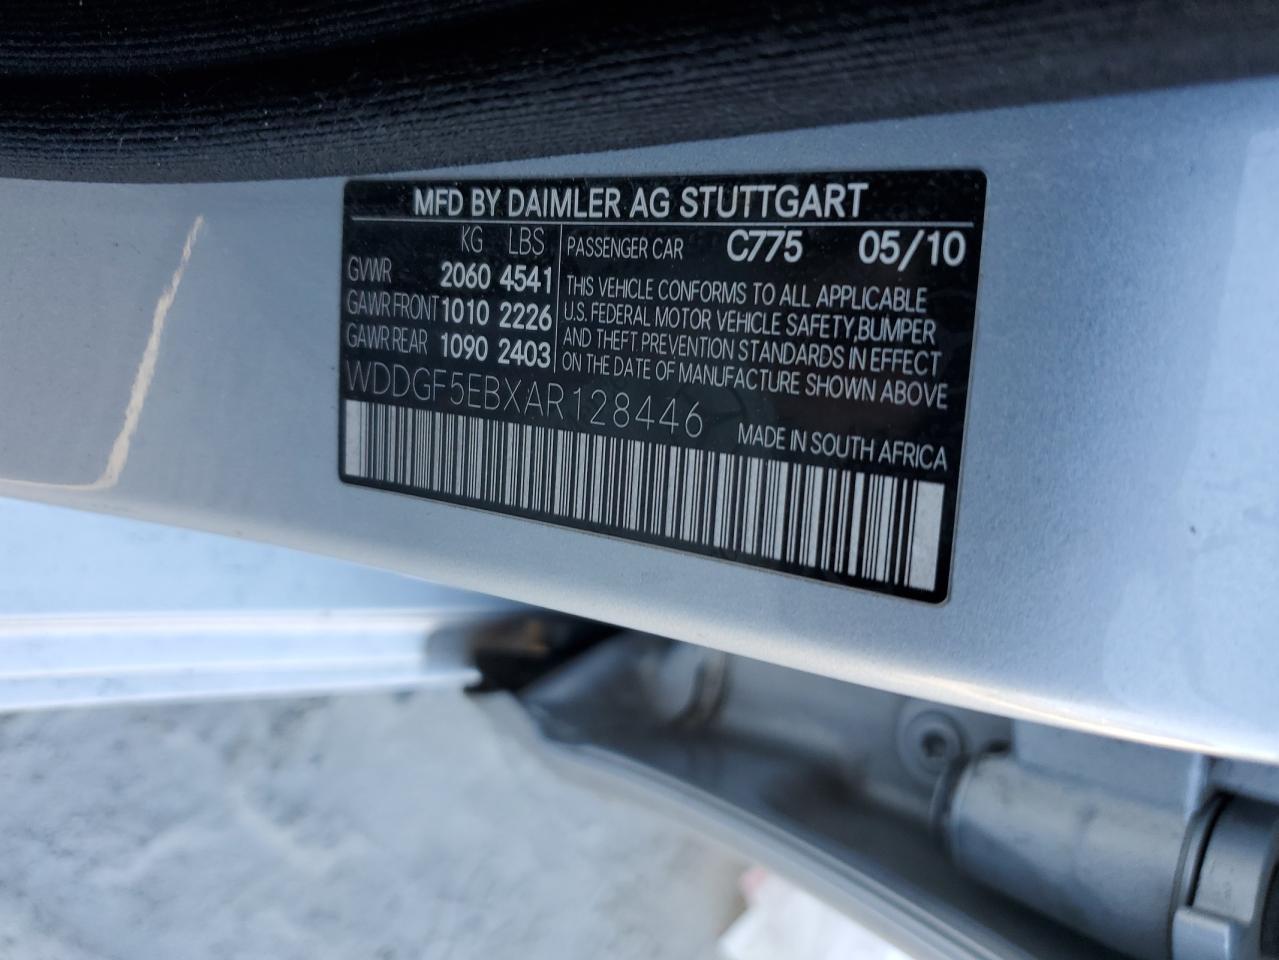 MFD BY DAIMLER AG STUTTGART
KG LBS
GVWR 2060 4541
GAWR FRONT 1010 2226
GAWR REAR 1090 2403
PASSENGER CAR C775 05/10
THIS VEHICLE CONFORMS TO ALL APPLICABLE
U.S. FEDERAL MOTOR VEHICLE SAFETY,BUMPER
AND THEFT PREVENTION STANDARDS IN EFFECT
ON THE DATE OF MANUFACTURE SHOWN ABOVE
WDDGF5EBXAR128446
MADE IN SOUTH AFRICA